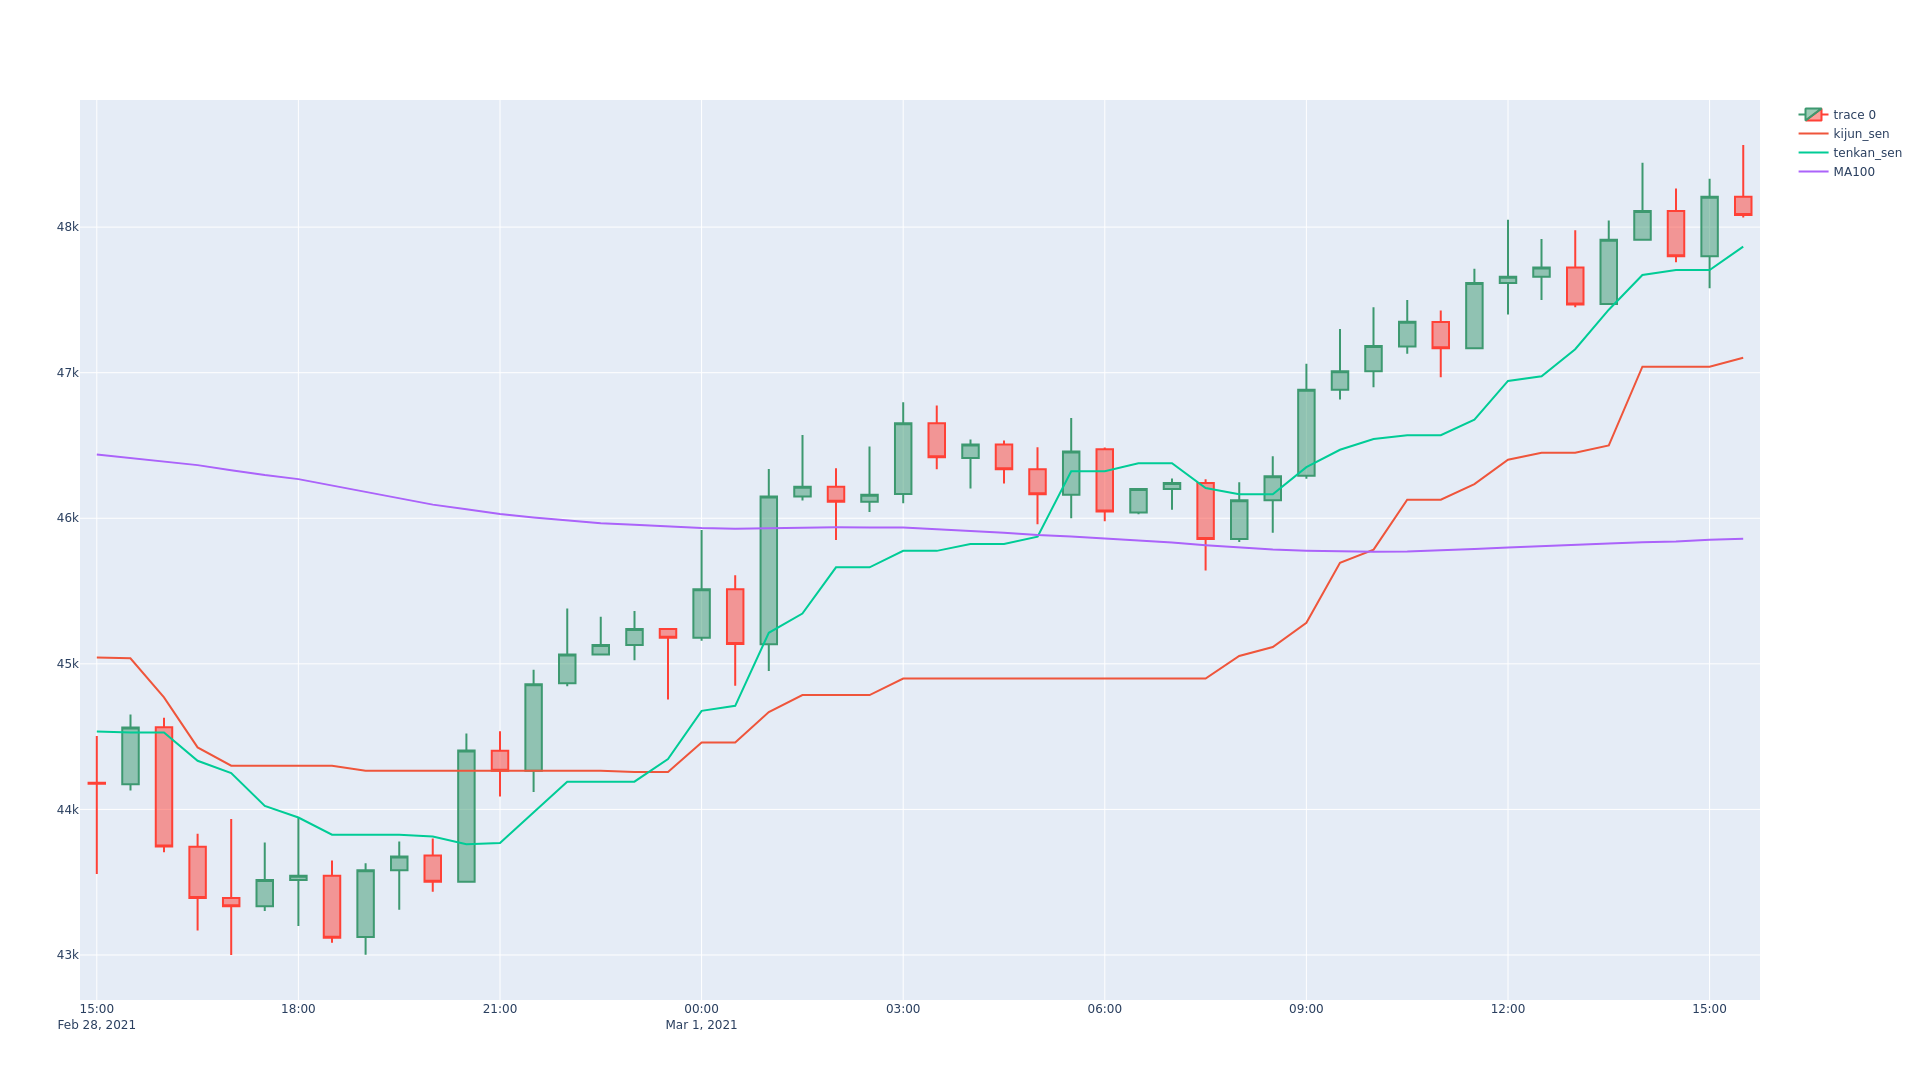 trace 0
kijun_sen
tenkan_sen
MA100
48k
47k
46k
45k
44k
43k
15:00 18:00 21:00 00:00 03:00 06:00 09:00 12:00 15:00
Feb 28, 2021 Mar 1, 2021